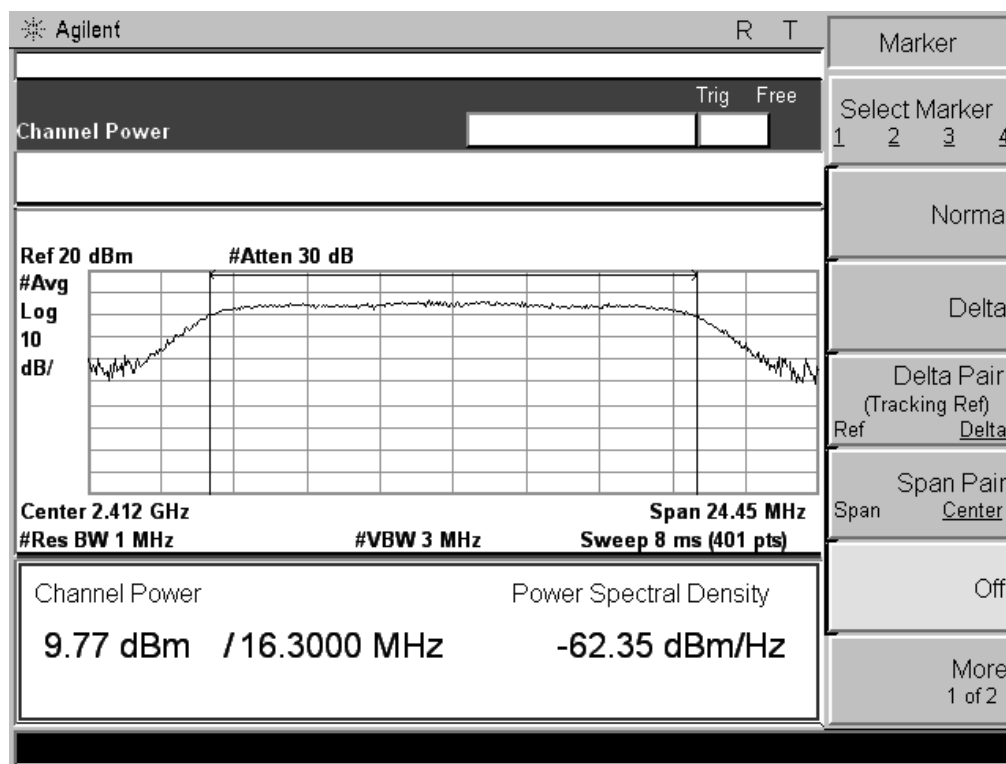 Agilent R T
Trig Free
Channel Power
Ref 20 dBm #Atten 30 dB
#Avg
Log
10
dB/
Center 2.412 GHz Span 24.45 MHz
#Res BW 1 MHz #VBW 3 MHz Sweep 8 ms (401 pts)
Channel Power Power Spectral Density
9.77 dBm /16.3000 MHz -62.35 dBm/Hz
Marker
Select Marker
1 2 3 4
Norma
Delta
Delta Pair
(Tracking Ref)
Ref Delta
Span Pair
Span Center
Off
More
1 of 2